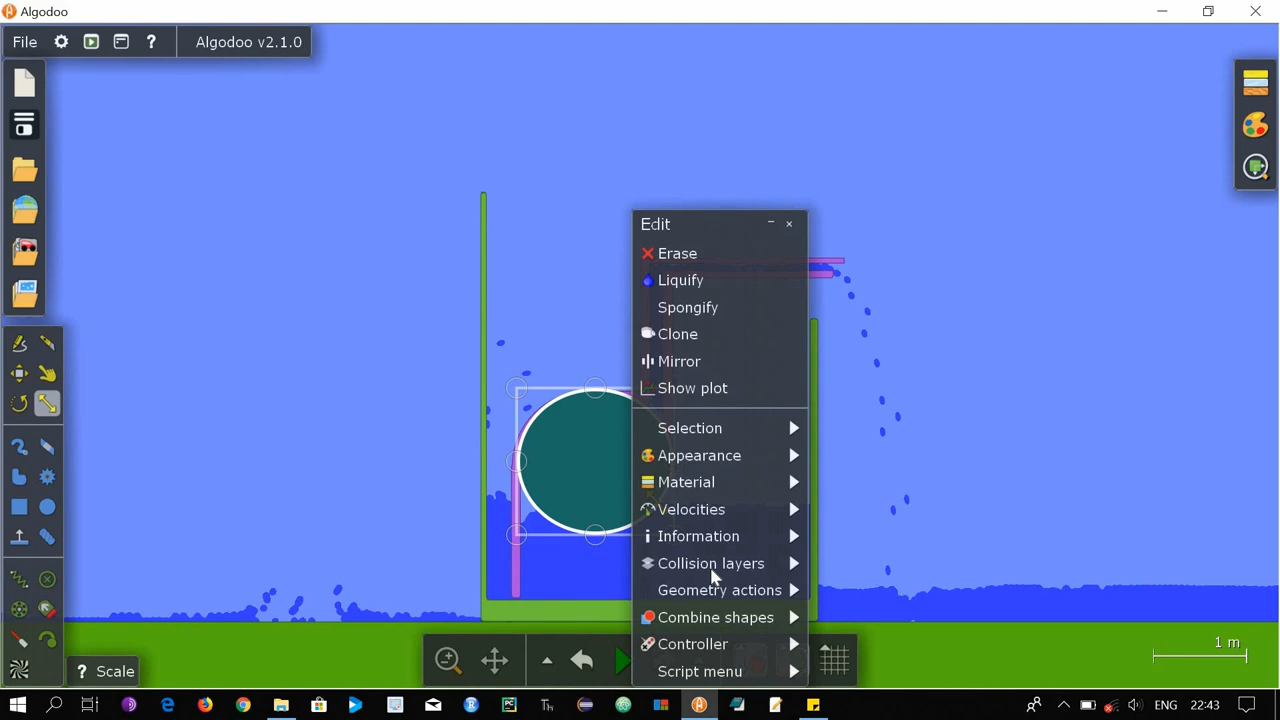 Algodoo
File
?
Algodoo v2.1.0
Edit
Erase
Liquify
Spongify
Clone
Mirror
Show plot
Selection
Appearance
Material
Velocities
Information
Collision layers
Geometry actions
Combine shapes
Controller
Script menu
1 m
? Scale
ENG
22:43